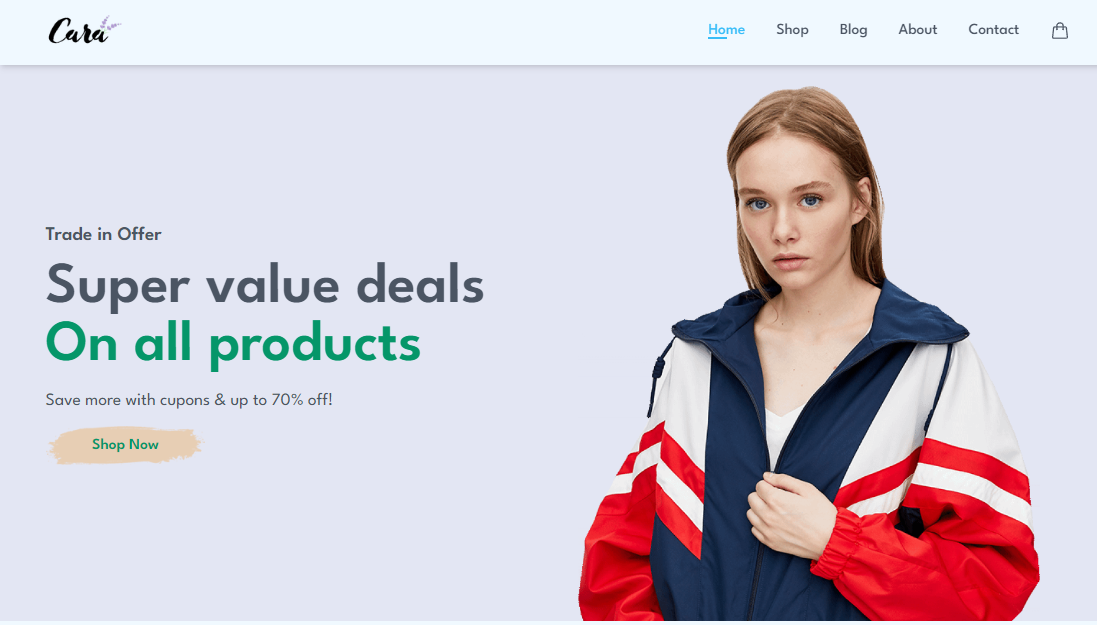 Cara
Home Shop Blog About Contact
Trade in Offer
Super value deals
On all products
Save more with cupons & up to 70% off!
Shop Now